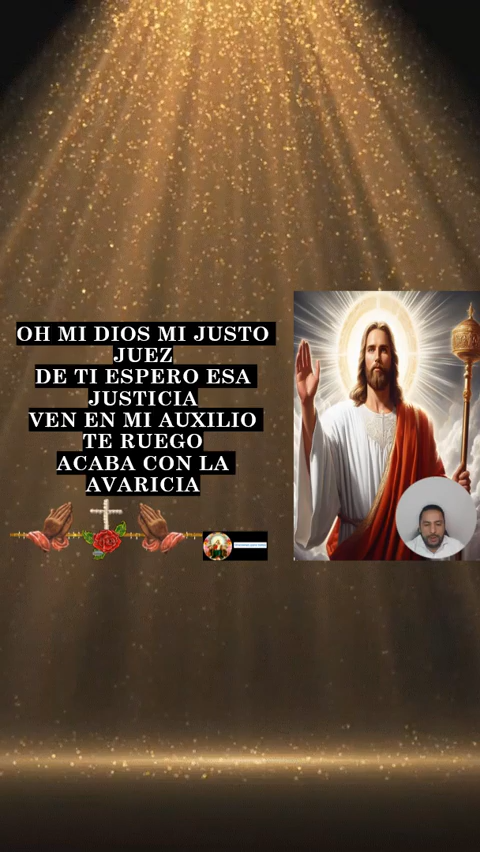 OH MI DIOS MI JUSTO
JUEZ
DE TI ESPERO ESA
JUSTICIA
VEN EN MI AUXILIO
TE RUEGO
ACABA CON LA
AVARICIA